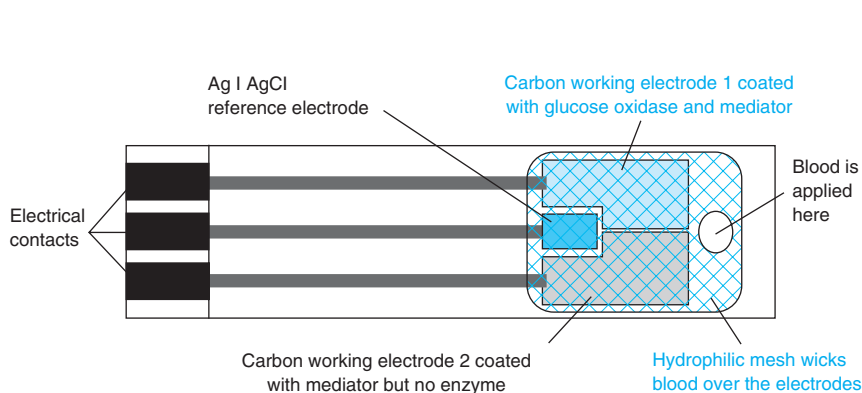 Ag I AgCl
reference electrode
Carbon working electrode 1 coated
with glucose oxidase and mediator
Blood is
applied
here
Electrical
contacts
Carbon working electrode 2 coated
with mediator but no enzyme
Hydrophilic mesh wicks
blood over the electrodes